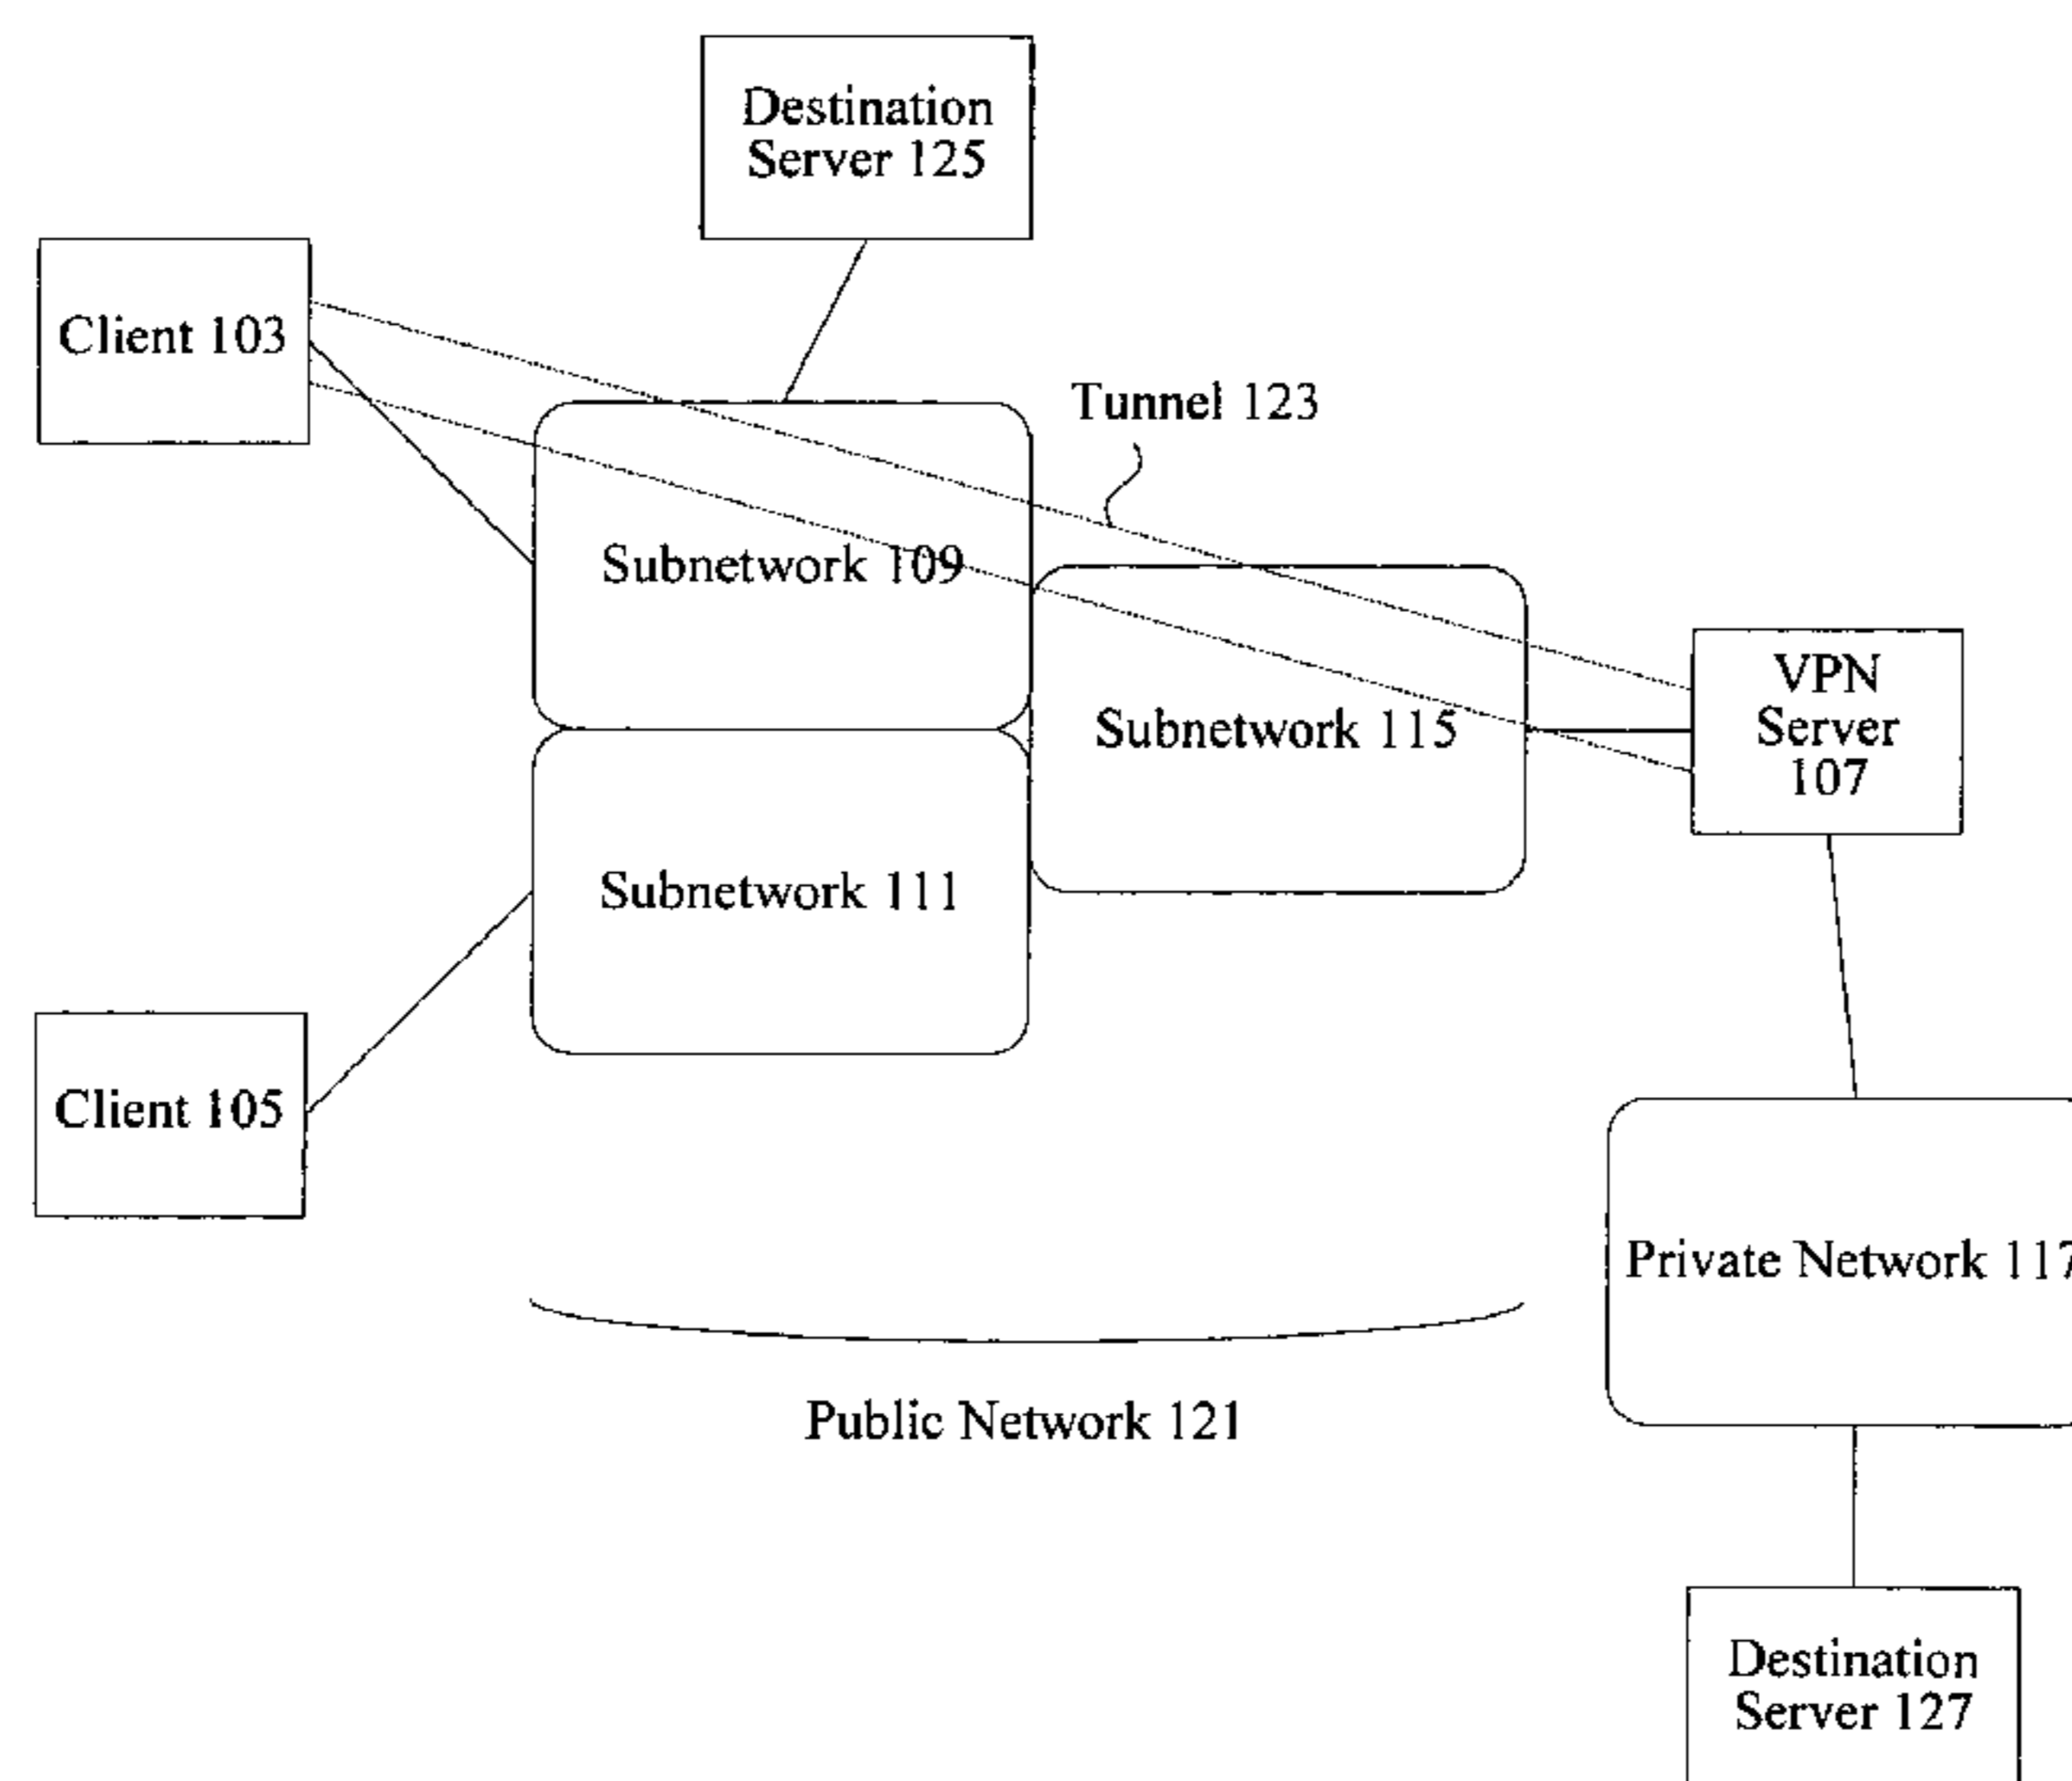 Destination
Server 125
Client 103
Tunnel 123
Subnetwork 109
VPN
Server
107
Subnetwork 115
Subnetwork 111
Client 105
Private Network 117
Public Network 121
Destination
Server 127